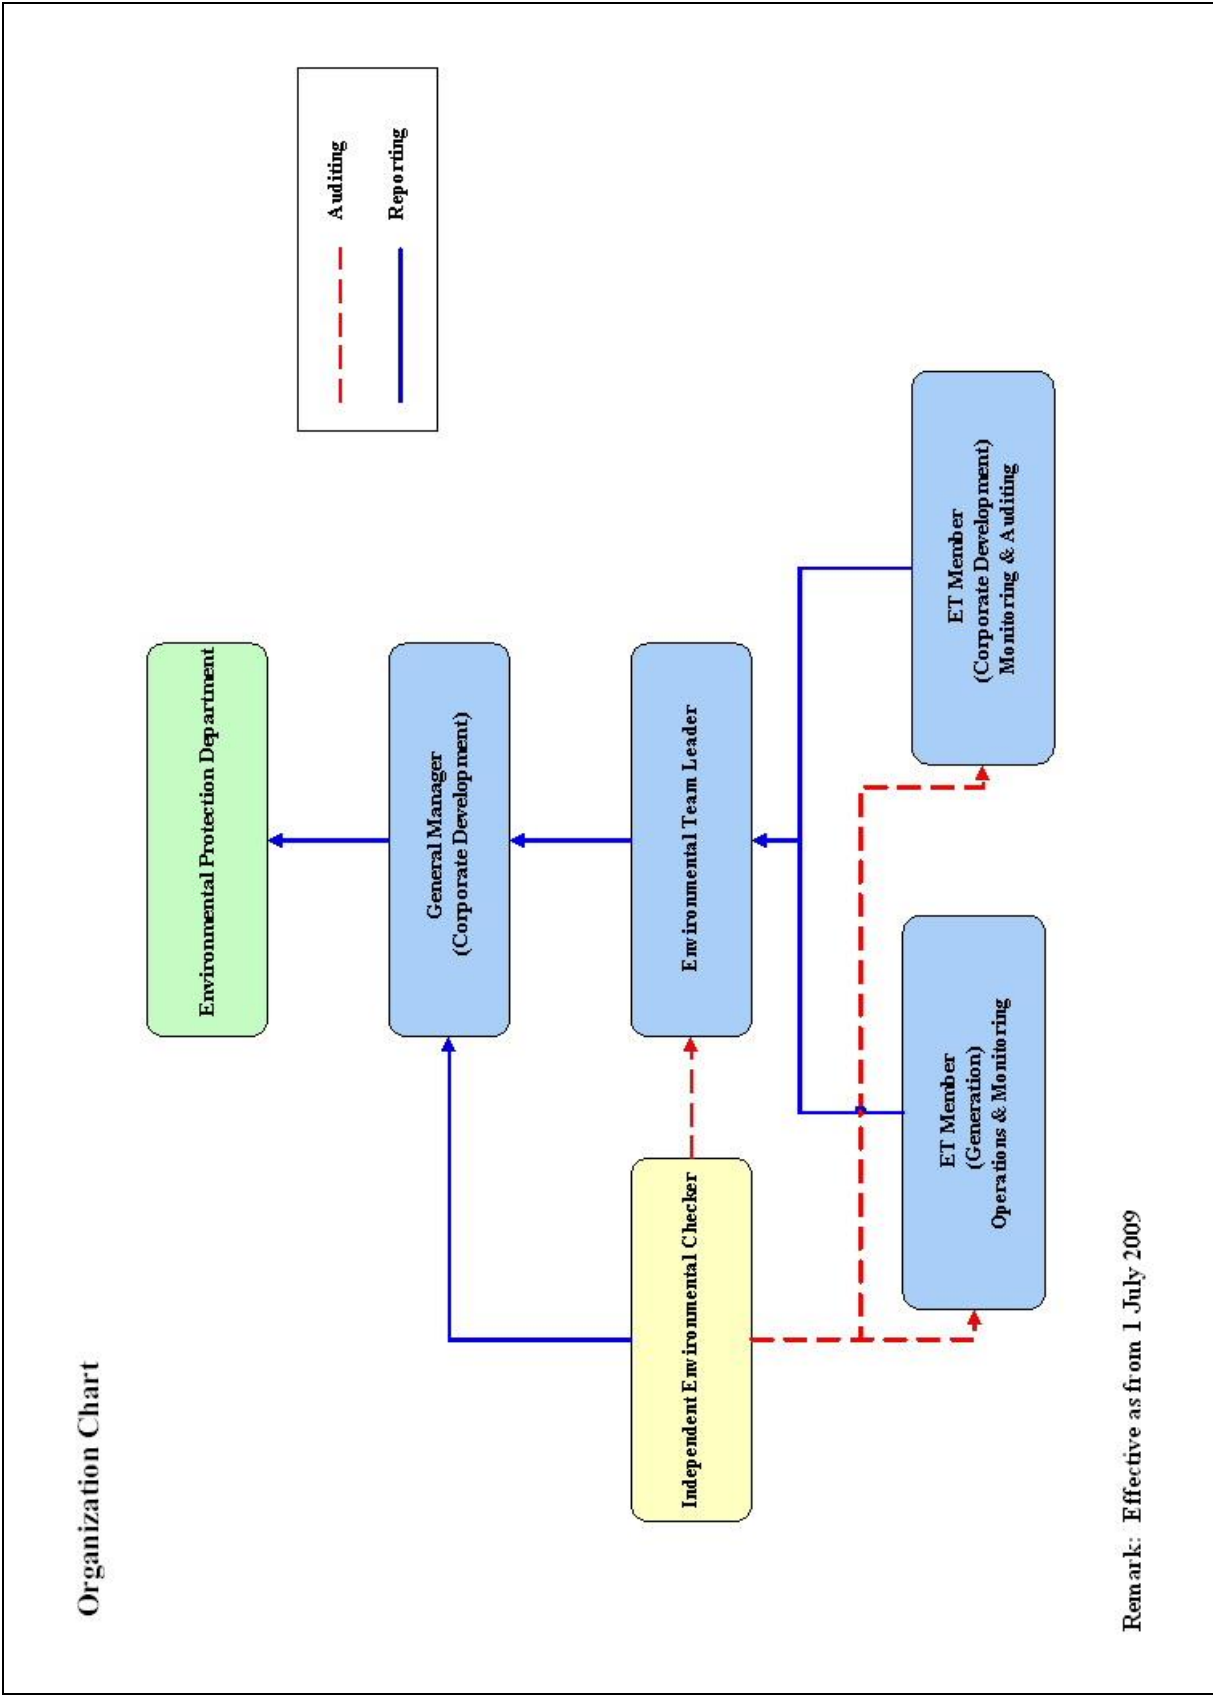 Organization Chart
Auditing
Reporting
Environmental Protection Department
General Manager
(Corporate Development)
Independent Environmental Checker
Environmental Team Leader
ET Member
(Generation)
Operations & Monitoring
ET Member
(Corporate Development)
Monitoring & Auditing
Remark: Effective as from 1 July 2009